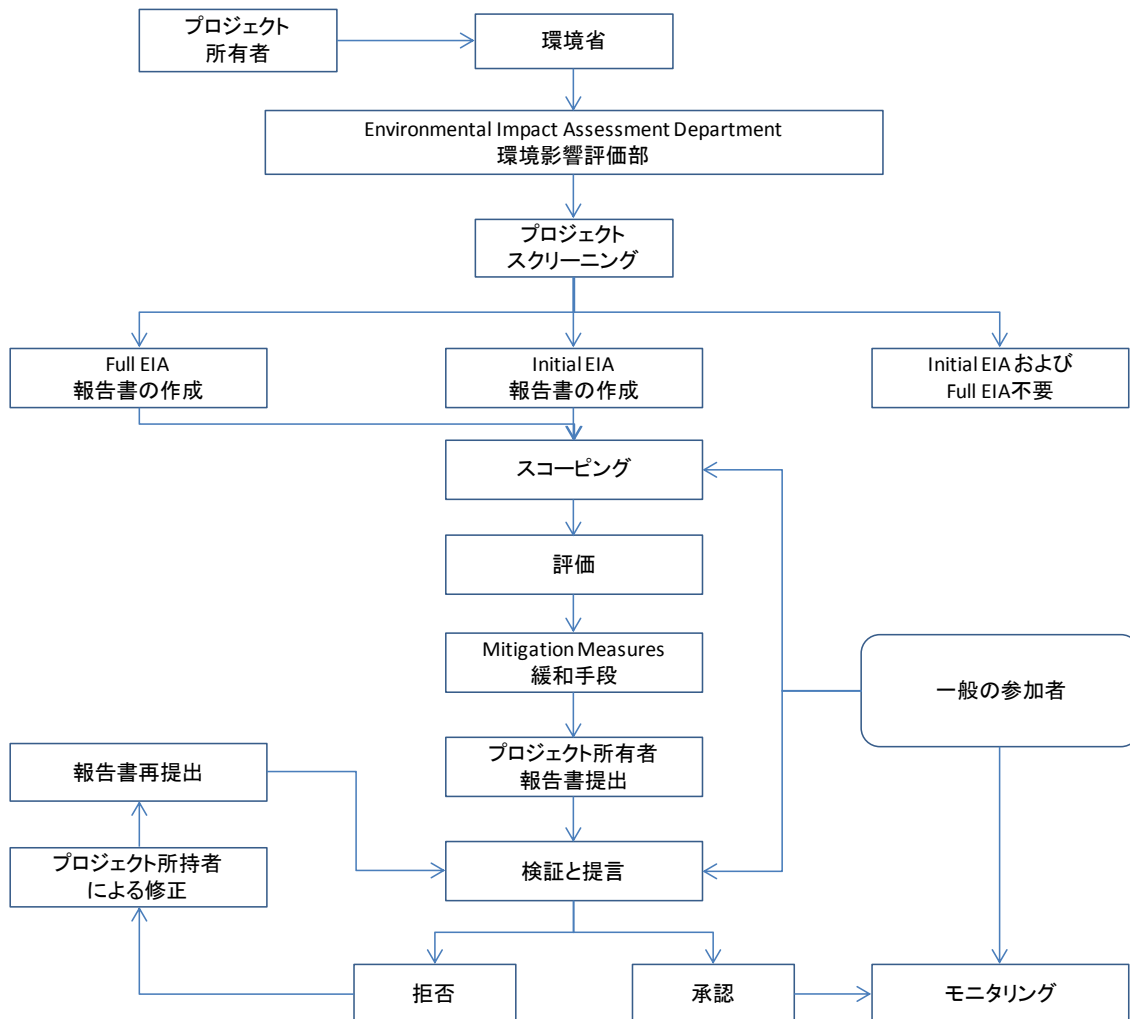 プロジェクト
所有者
環境省
Environmental Impact Assessment Department
環境影響評価部
プロジェクト
スクリーニング
Full EIA
報告書の作成
Initial EIA
報告書の作成
Initial EIA および
Full EIA不要
スコーピング
評価
Mitigation Measures
緩和手段
一般の参加者
プロジェクト所有者
報告書提出
報告書再提出
検証と提言
プロジェクト所持者
による修正
拒否
承認
モニタリング